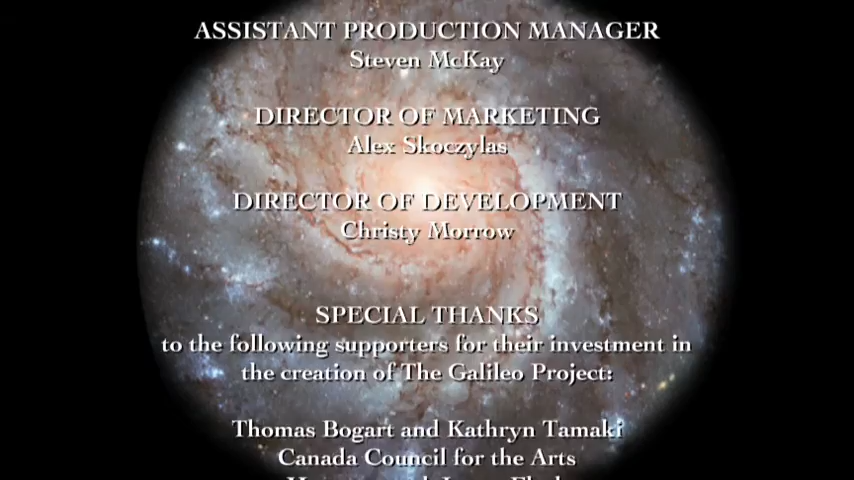 ASSISTANT PRODUCTION MANAGER
Steven McKay
DIRECTOR OF MARKETING
Alex Skoczylas
DIRECTOR OF DEVELOPMENT
Christy Morrow
SPECIAL THANKS
to the following supporters for their investment in
the creation of The Galileo Project:
Thomas Bogart and Kathryn Tamaki
Canada Council for the Arts